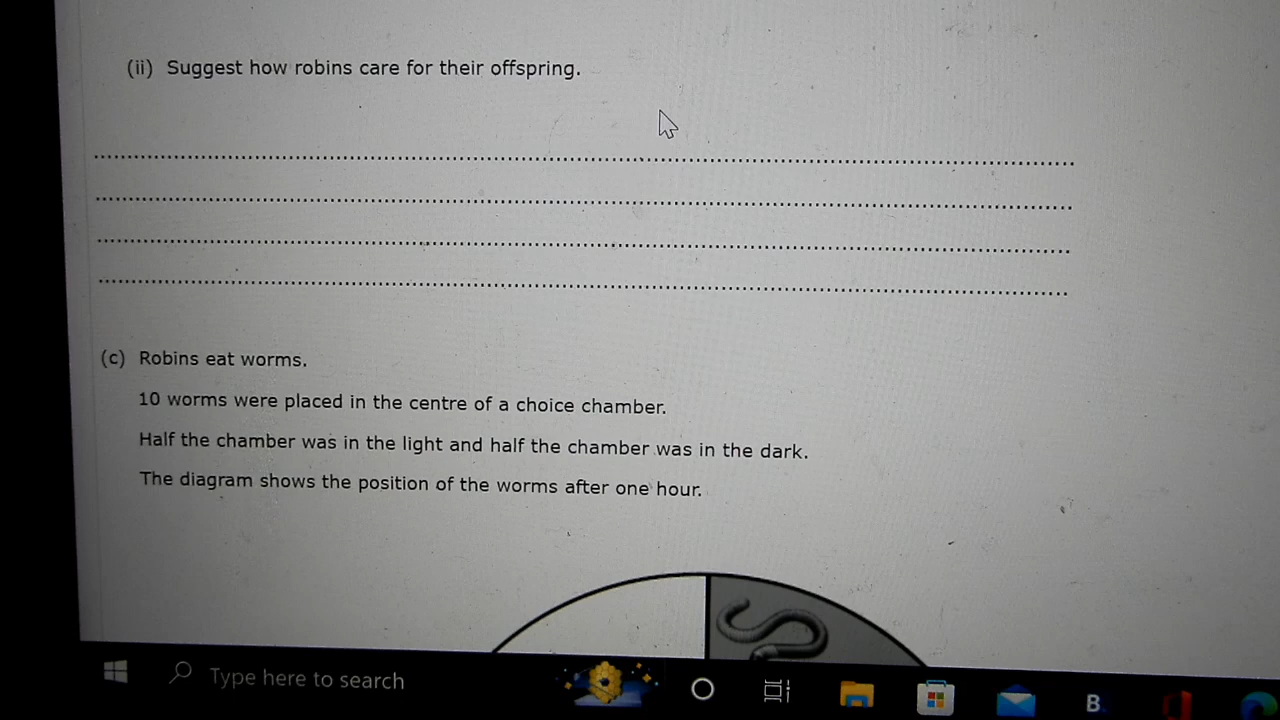 (ii) Suggest how robins care for their offspring.
(c) Robins eat worms.
10 worms were placed in the centre of a choice chamber.
Half the chamber was in the light and half the chamber was in the dark.
The diagram shows the position of the worms after one hour.
Type here to search
B